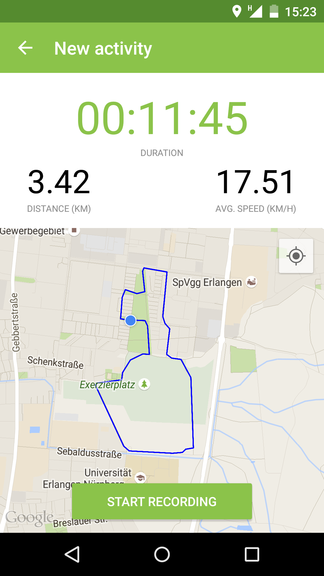 H
15:23
New activity
00:11:45
DURATION
3.42
17.51
DISTANCE (KM)
AVG. SPEED (KM/H)
Gewerbegebiet
SpVgg Erlangen
Gebbertstraße
Schenkstraße
Exerzierplatz
Sebaldusstraße
Universität
Erlangen-Nürnberg
START RECORDING
Google
Breslauer Str.